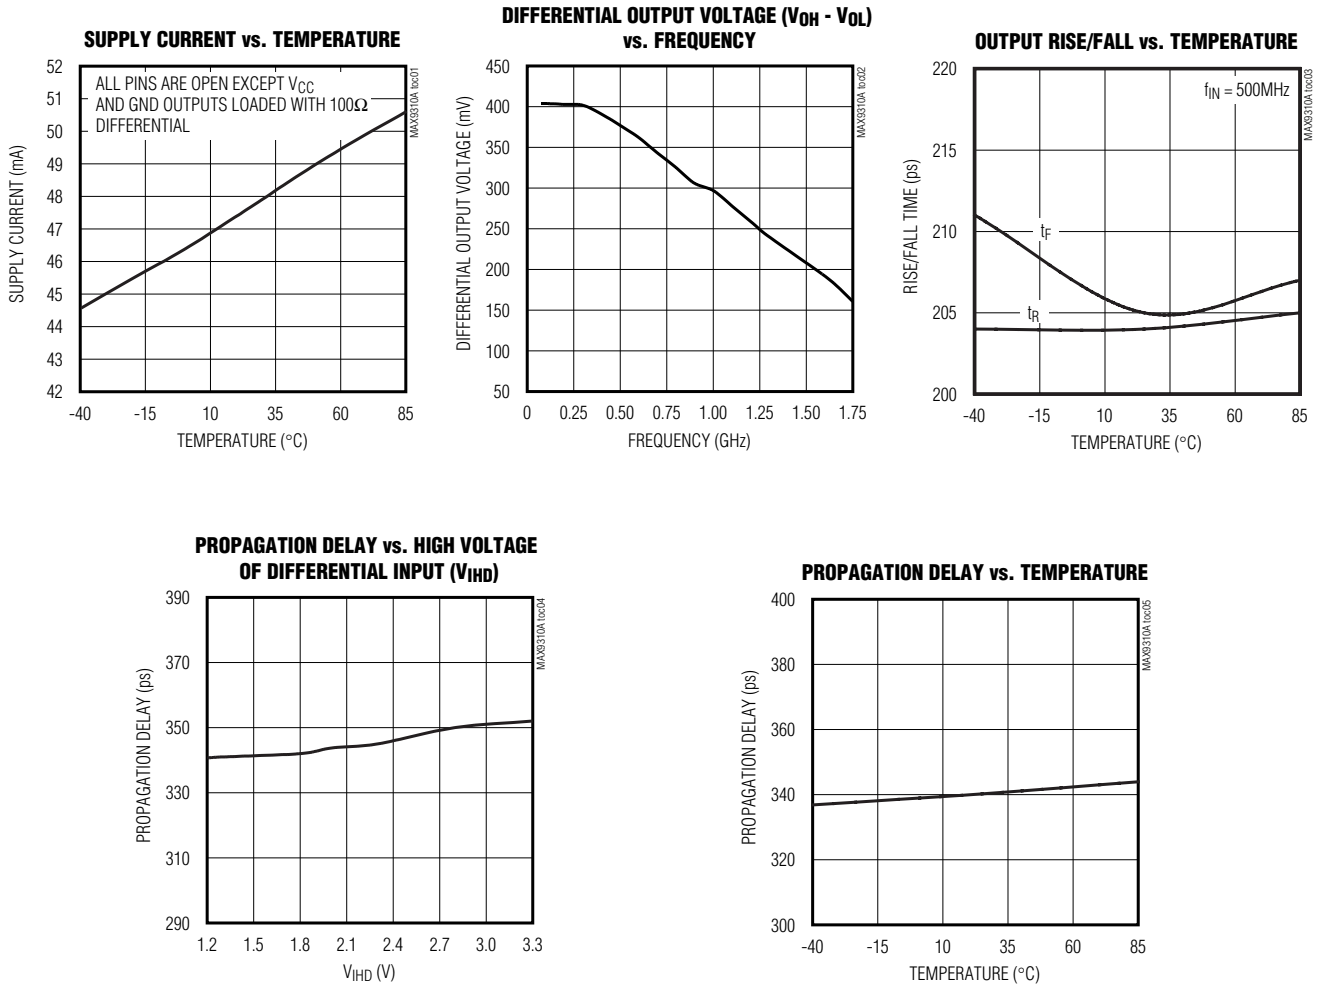 SUPPLY CURRENT vs. TEMPERATURE
52
51
50
49
48
47
46
45
44
43
42
SUPPLY CURRENT (mA)
ALL PINS ARE OPEN EXCEPT VCC
AND GND OUTPUTS LOADED WITH 100Ω
DIFFERENTIAL
MAX9310A toc01
-40 -15 10 35 60 85
TEMPERATURE (°C)
DIFFERENTIAL OUTPUT VOLTAGE (VOH - VOL)
vs. FREQUENCY
450
400
350
300
250
200
150
100
50
DIFFERENTIAL OUTPUT VOLTAGE (mV)
MAX9310A toc02
0 0.25 0.50 0.75 1.00 1.25 1.50 1.75
FREQUENCY (GHz)
OUTPUT RISE/FALL vs. TEMPERATURE
220
215
210
205
200
RISE/FALL TIME (ps)
fIN = 500MHz
tF
tR
MAX9310A toc03
-40 -15 10 35 60 85
TEMPERATURE (°C)
PROPAGATION DELAY vs. HIGH VOLTAGE
OF DIFFERENTIAL INPUT (VIHD)
390
370
350
330
310
290
PROPAGATION DELAY (ps)
MAX9310A toc04
1.2 1.5 1.8 2.1 2.4 2.7 3.0 3.3
VIHD (V)
PROPAGATION DELAY vs. TEMPERATURE
400
380
360
340
320
300
PROPAGATION DELAY (ps)
MAX9310A toc05
-40 -15 10 35 60 85
TEMPERATURE (°C)